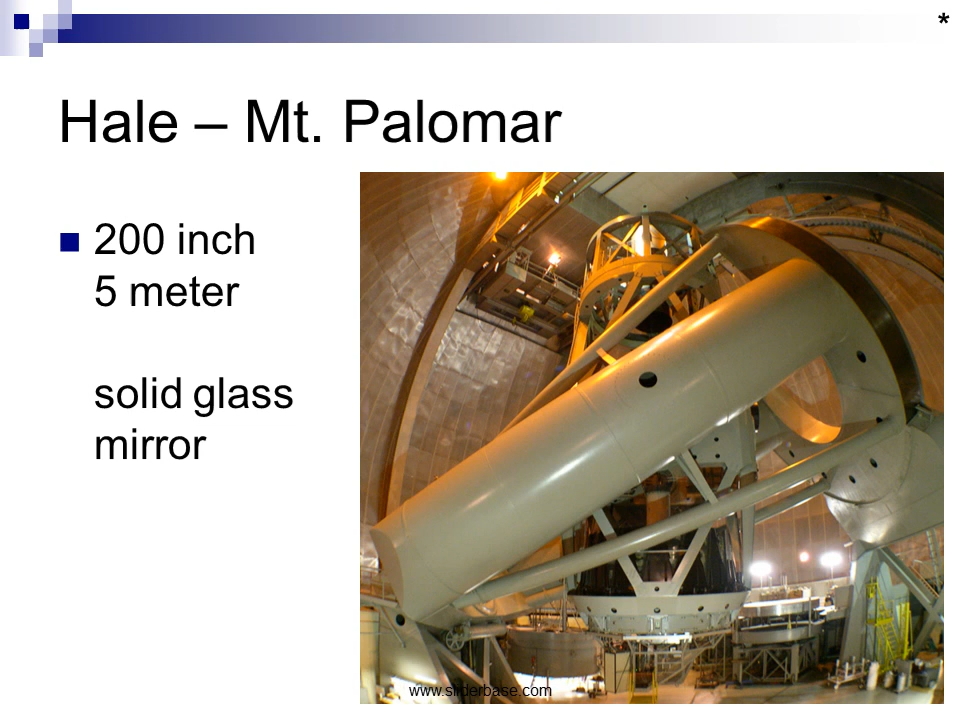 *
Hale – Mt. Palomar
200 inch
5 meter
solid glass
mirror
www.sliderbase.com